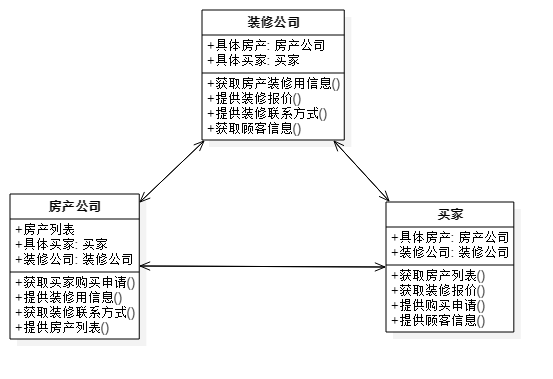 装修公司
+具体房产: 房产公司
+具体买家: 买家
+获取房产装修用信息()
+提供装修报价()
+提供装修联系方式()
+获取顾客信息()
房产公司
+房产列表
+具体买家: 买家
+装修公司: 装修公司
+获取买家购买申请()
+提供装修用信息()
+获取装修联系方式()
+提供房产列表()
买家
+具体房产: 房产公司
+装修公司: 装修公司
+获取房产列表()
+获取装修报价()
+提供购买申请()
+提供顾客信息()